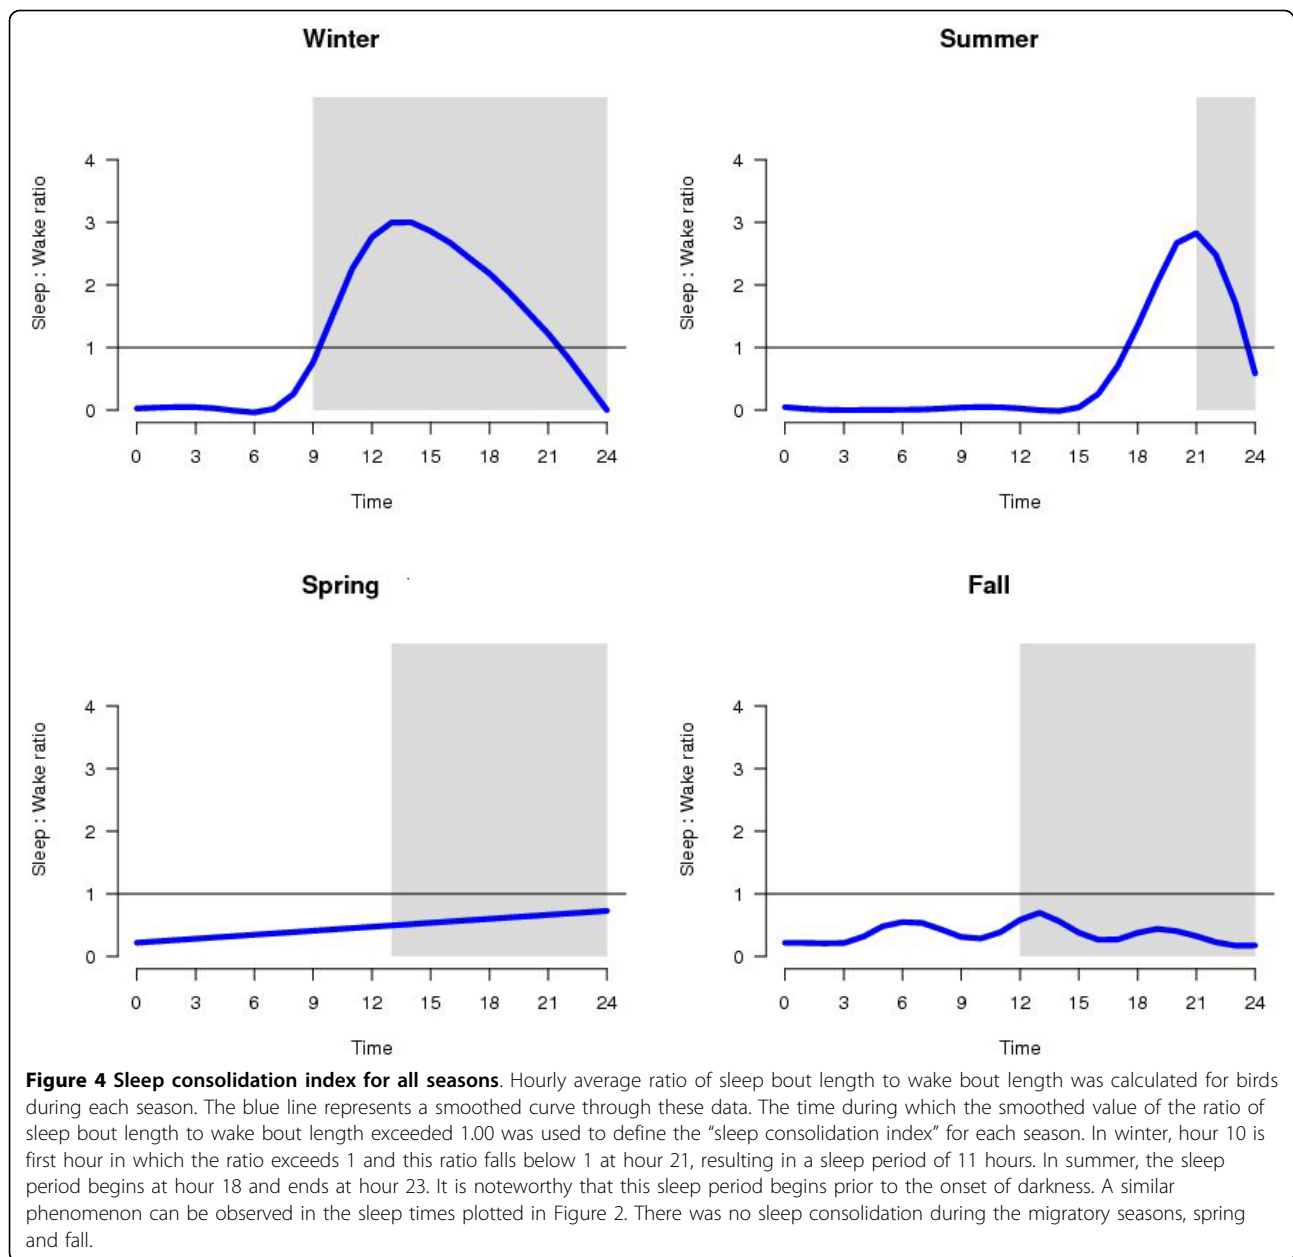 Winter
Summer
Sleep : Wake ratio
4
3
2
1
0
0 3 6 9 12 15 18 21 24
Time
Sleep : Wake ratio
4
3
2
1
0
0 3 6 9 12 15 18 21 24
Time
Spring
Fall
Sleep : Wake ratio
4
3
2
1
0
0 3 6 9 12 15 18 21 24
Time
Sleep : Wake ratio
4
3
2
1
0
0 3 6 9 12 15 18 21 24
Time
Figure 4 Sleep consolidation index for all seasons. Hourly average ratio of sleep bout length to wake bout length was calculated for birds
during each season. The blue line represents a smoothed curve through these data. The time during which the smoothed value of the ratio of
sleep bout length to wake bout length exceeded 1.00 was used to define the “sleep consolidation index” for each season. In winter, hour 10 is
first hour in which the ratio exceeds 1 and this ratio falls below 1 at hour 21, resulting in a sleep period of 11 hours. In summer, the sleep
period begins at hour 18 and ends at hour 23. It is noteworthy that this sleep period begins prior to the onset of darkness. A similar
phenomenon can be observed in the sleep times plotted in Figure 2. There was no sleep consolidation during the migratory seasons, spring
and fall.